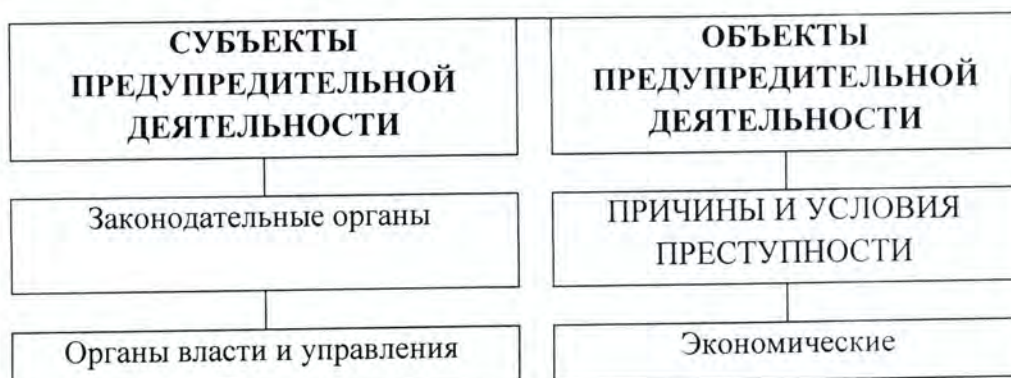 СУБЪЕКТЫ
ПРЕДУПРЕДИТЕЛЬНОЙ
ДЕЯТЕЛЬНОСТИ
Законодательные органы
Органы власти и управления
ОБЪЕКТЫ
ПРЕДУПРЕДИТЕЛЬНОЙ
ДЕЯТЕЛЬНОСТИ
ПРИЧИНЫ И УСЛОВИЯ
ПРЕСТУПНОСТИ
Экономические